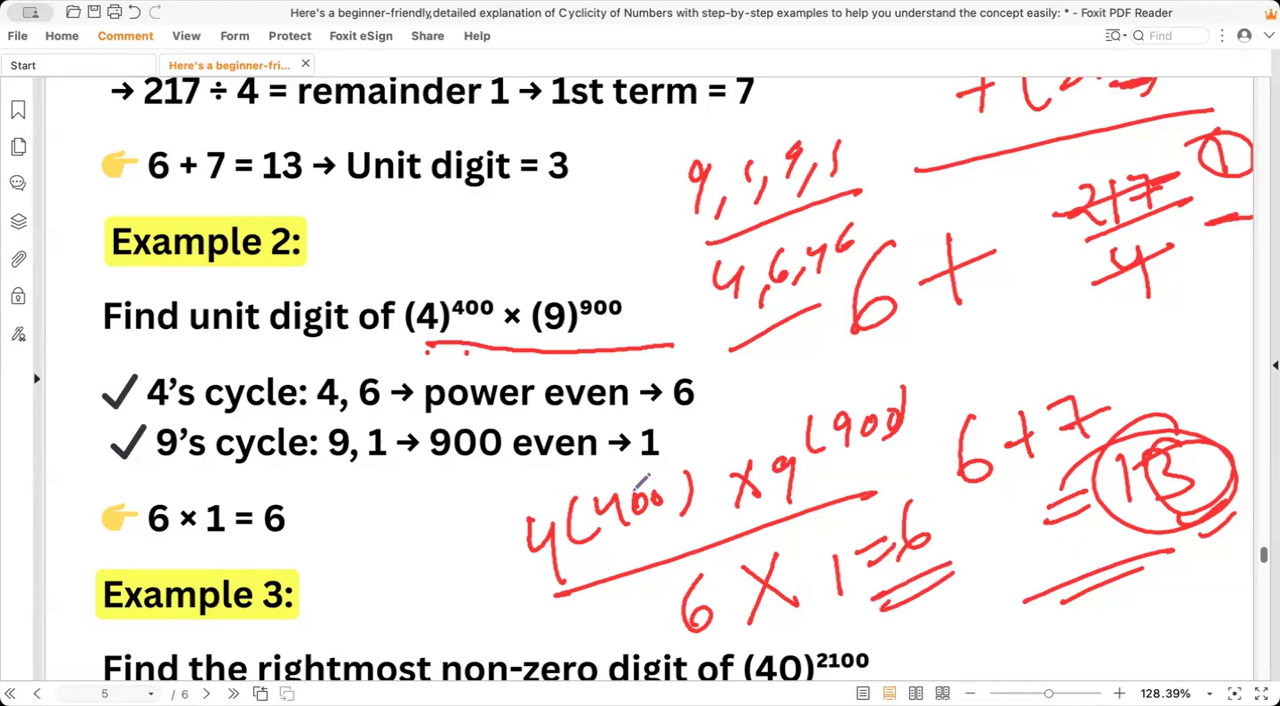 Here's a beginner-friendly,detailed explanation of Cyclicity of Numbers with step-by-step examples to help you understand the concept easily: * - Foxit PDF Reader
File Home Comment View Form Protect Foxit eSign Share Help Find
Start Here's a beginner-fri...
→ 217 ÷ 4 = remainder 1 → 1st term = 7
👉 6 + 7 = 13 → Unit digit = 3
9, 1, 9, 1
4, 6, 4 6
6 +
217
4
1
Example 2:
Find unit digit of (4)⁴⁰⁰ × (9)⁹⁰⁰
✔ 4's cycle: 4, 6 → power even → 6
✔ 9's cycle: 9, 1 → 900 even → 1
4(400) × 9(900)
6 × 1 = 6
6+7
= 13
👉 6 × 1 = 6
Example 3:
Find the rightmost non-zero digit of (40)²¹⁰⁰
5 / 6 128.39%